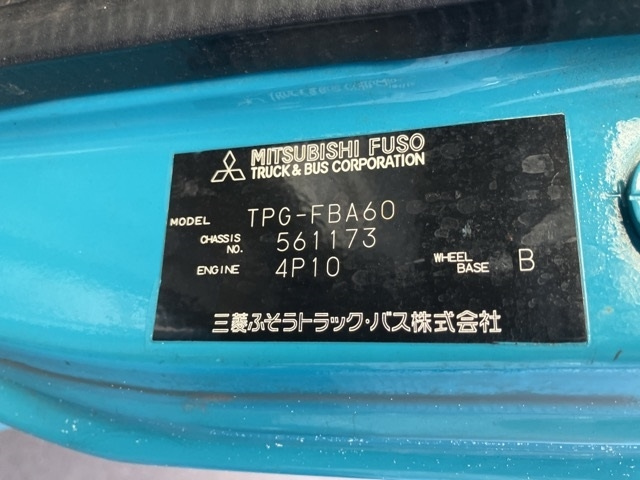 MITSUBISHI FUSO
TRUCK & BUS CORPORATION
MODEL TPG-FBA60
CHASSIS NO. 561173
ENGINE 4P10 WHEEL BASE B
三菱ふそうトラック・バス株式会社